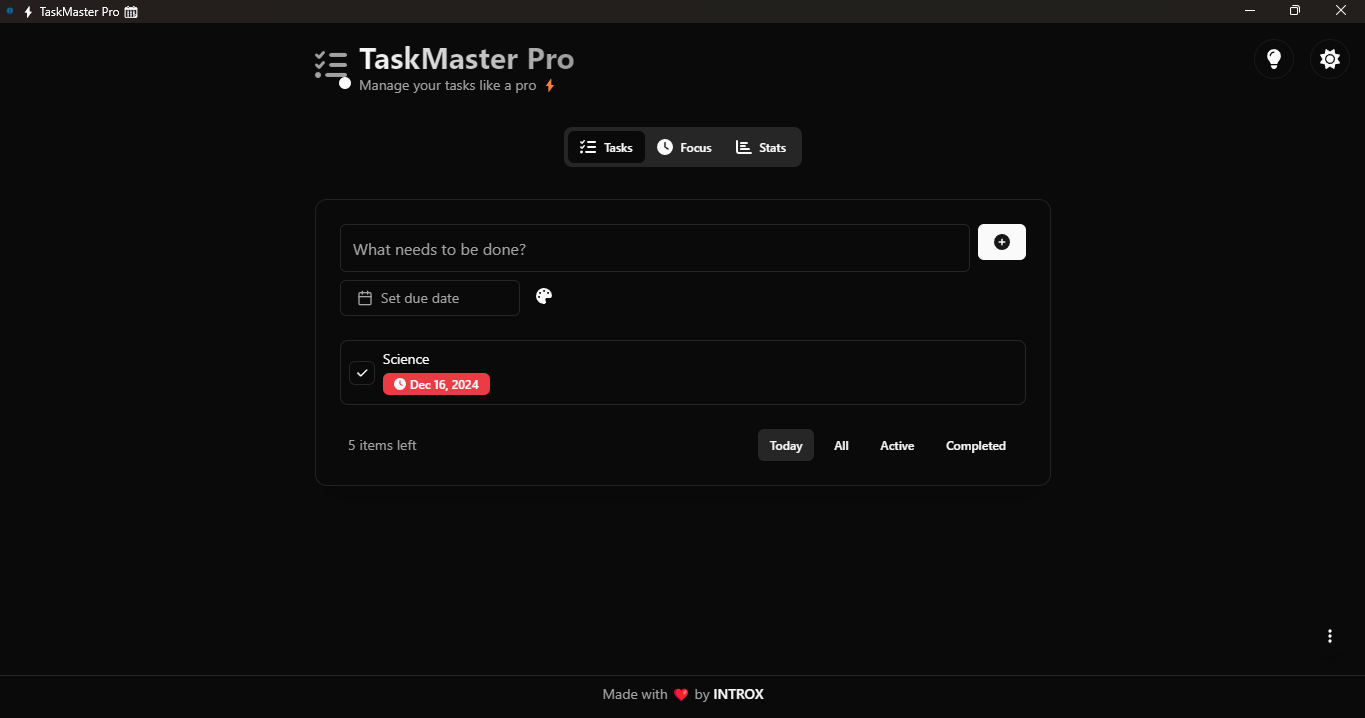 TaskMaster Pro
TaskMaster Pro
Manage your tasks like a pro
Tasks Focus Stats
What needs to be done?
Set due date
Science
Dec 16, 2024
5 items left Today All Active Completed
Made with ❤ by INTROX